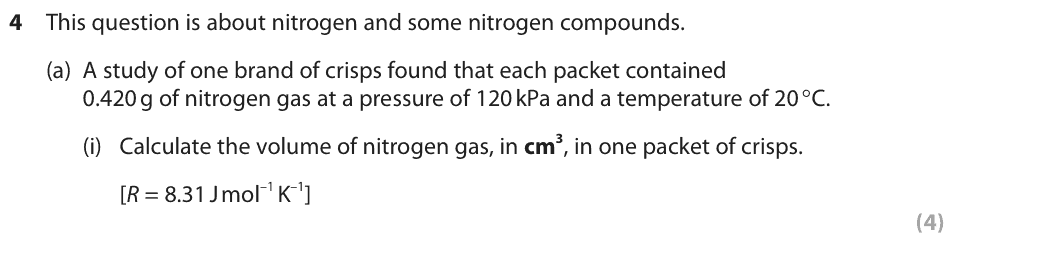 4 This question is about nitrogen and some nitrogen compounds.
(a) A study of one brand of crisps found that each packet contained
0.420 g of nitrogen gas at a pressure of 120 kPa and a temperature of 20 °C.
(i) Calculate the volume of nitrogen gas, in cm³, in one packet of crisps.
[R = 8.31 J mol⁻¹ K⁻¹]
(4)